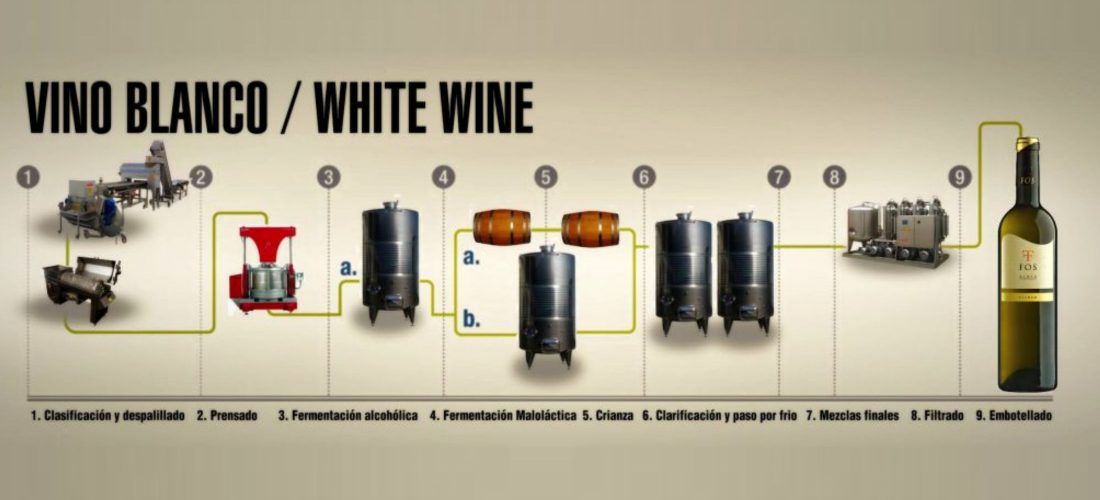 VINO BLANCO / WHITE WINE
1
2
3
4
5
6
7
8
9
a.
a.
b.
FOS
1. Clasificación y despalillado 2. Prensado 3. Fermentación alcohólica 4. Fermentación Maloláctica 5. Crianza 6. Clarificación y paso por frio 7. Mezclas finales 8. Filtrado 9. Embotellado
FOS